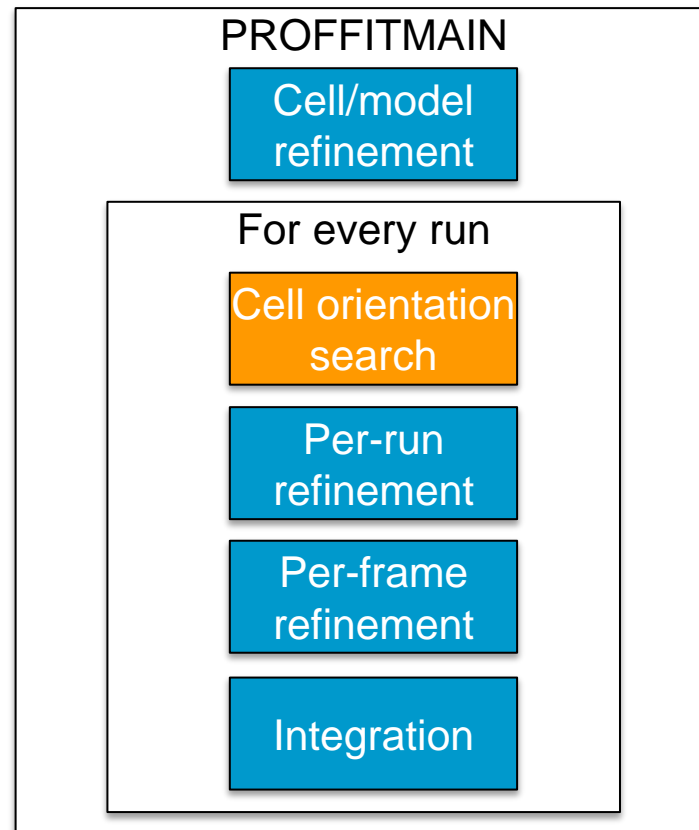 PROFFITMAIN
Cell/model
refinement
For every run
Cell orientation
search
Per-run
refinement
Per-frame
refinement
Integration